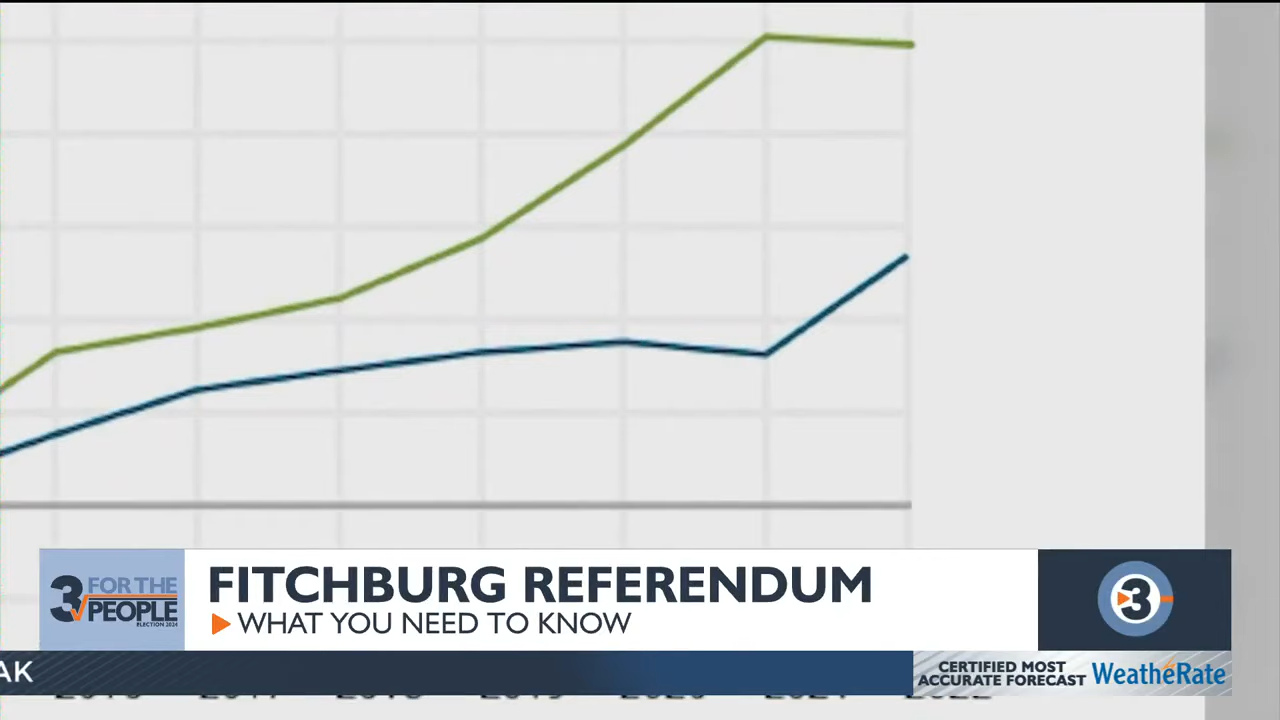 3 FOR THE
PEOPLE
ELECTION 2024
FITCHBURG REFERENDUM
WHAT YOU NEED TO KNOW
3
AK
CERTIFIED MOST
ACCURATE FORECAST
WeatheRate